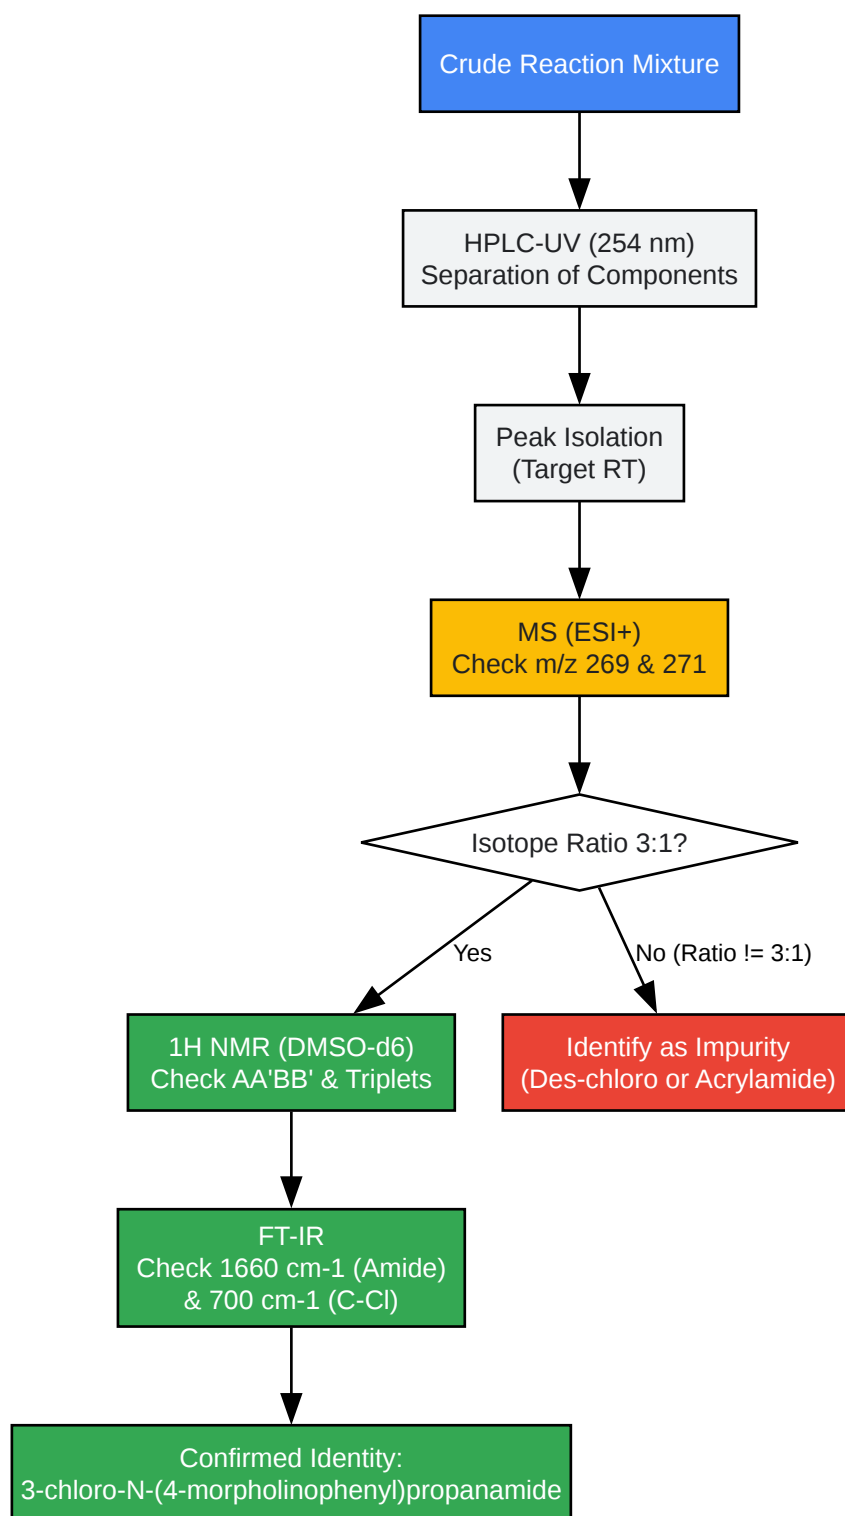 Crude Reaction Mixture
HPLC-UV (254 nm)
Separation of Components
Peak Isolation
(Target RT)
MS (ESI+)
Check m/z 269 & 271
Isotope Ratio 3:1?
Yes
No (Ratio != 3:1)
1H NMR (DMSO-d6)
Check AA'BB' & Triplets
Identify as Impurity
(Des-chloro or Acrylamide)
FT-IR
Check 1660 cm-1 (Amide)
& 700 cm-1 (C-Cl)
Confirmed Identity:
3-chloro-N-(4-morpholinophenyl)propanamide